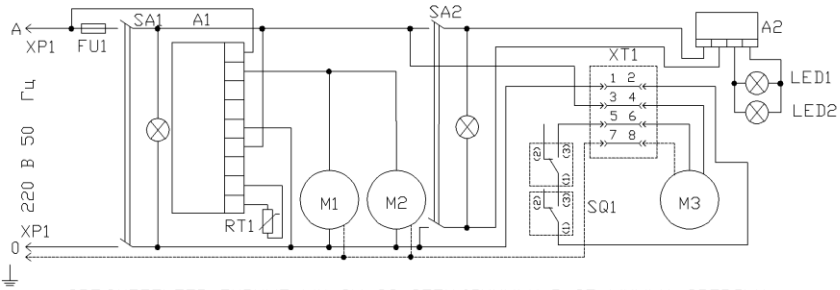 SA1
A1
SA2
A2
A
XP1
FU1
XT1
1 2
3 4
5 6
7 8
LED1
LED2
220 В 50 Гц
(2)
(3)
(1)
(2)
(3)
(1)
SQ1
M1
M2
M3
RT1
XP1
0